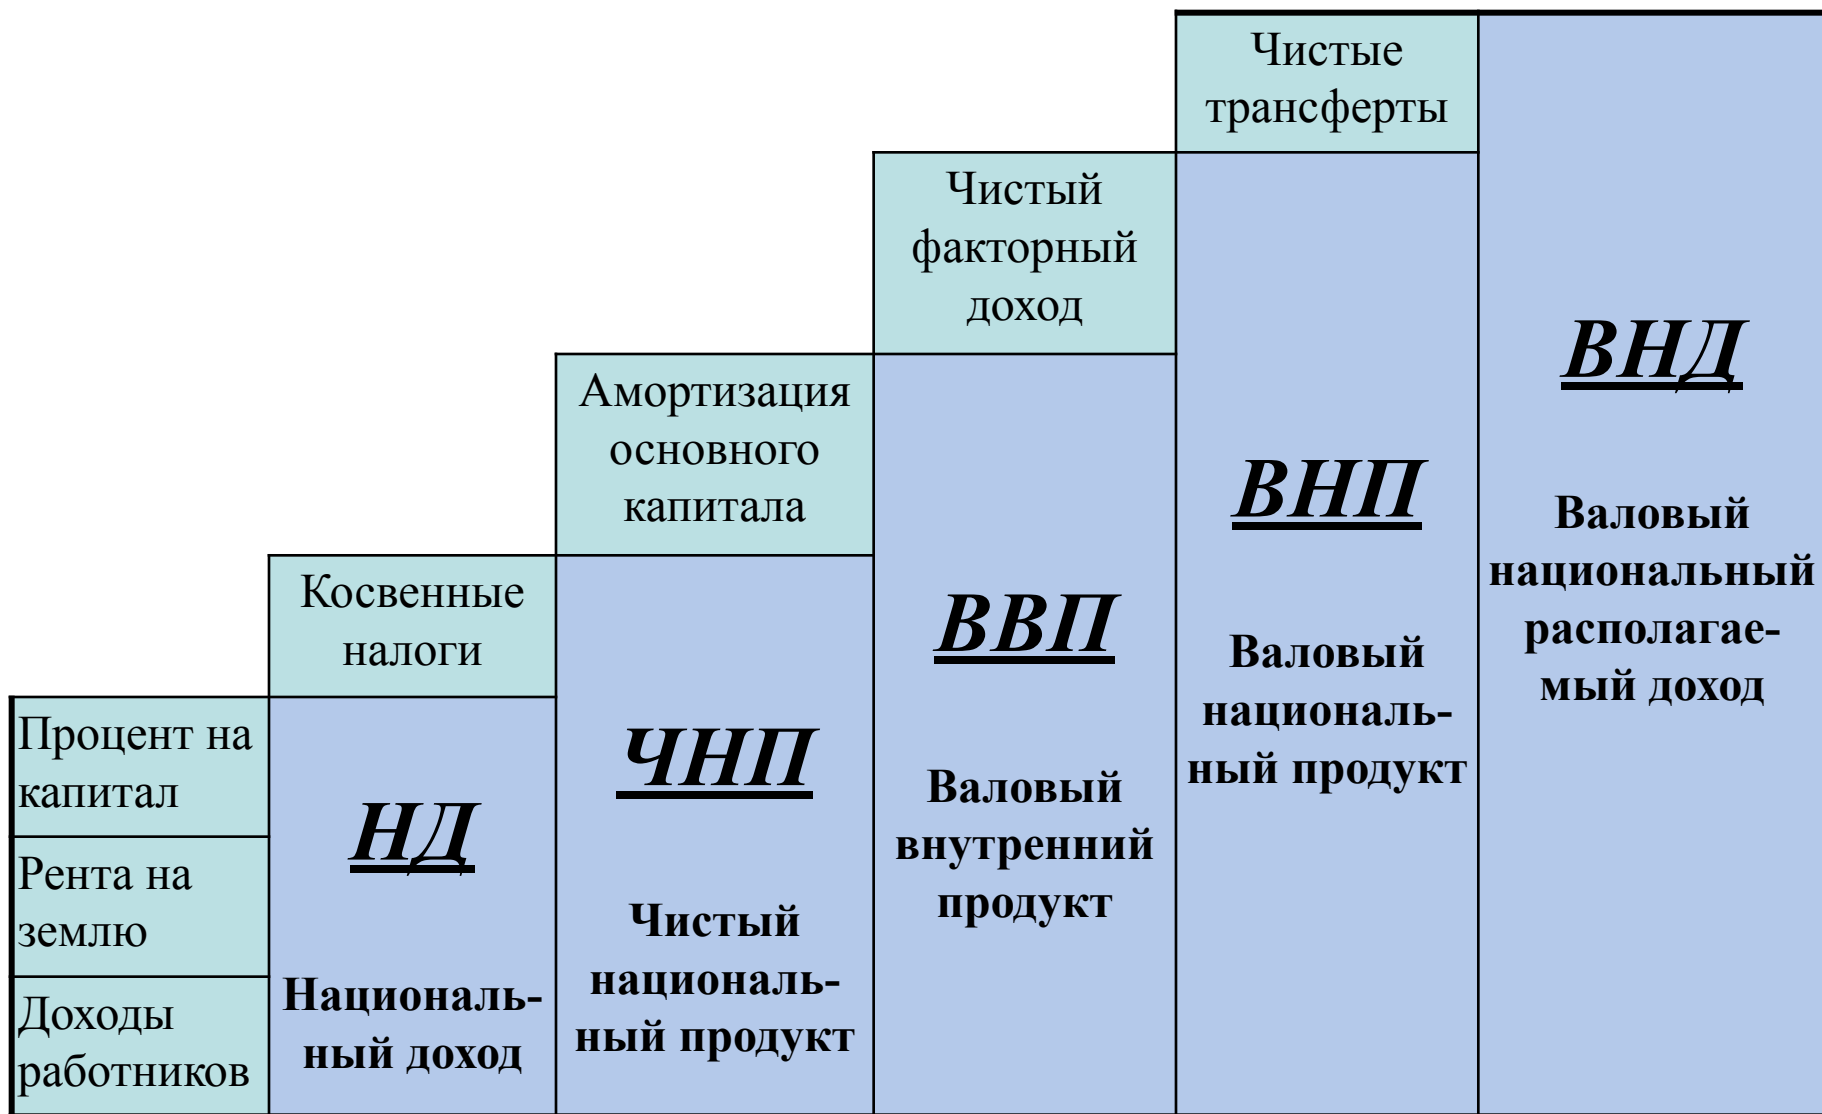 Чистые
трансферты
Чистый
факторный
доход
ВНД
Валовый
национальный
располагае-
мый доход
Амортизация
основного
капитала
ВНП
Валовый
националь-
ный продукт
Косвенные
налоги
ВВП
Валовый
внутренний
продукт
Процент на
капитал
Рента на
землю
Доходы
работников
НД
Националь-
ный доход
ЧНП
Чистый
националь-
ный продукт